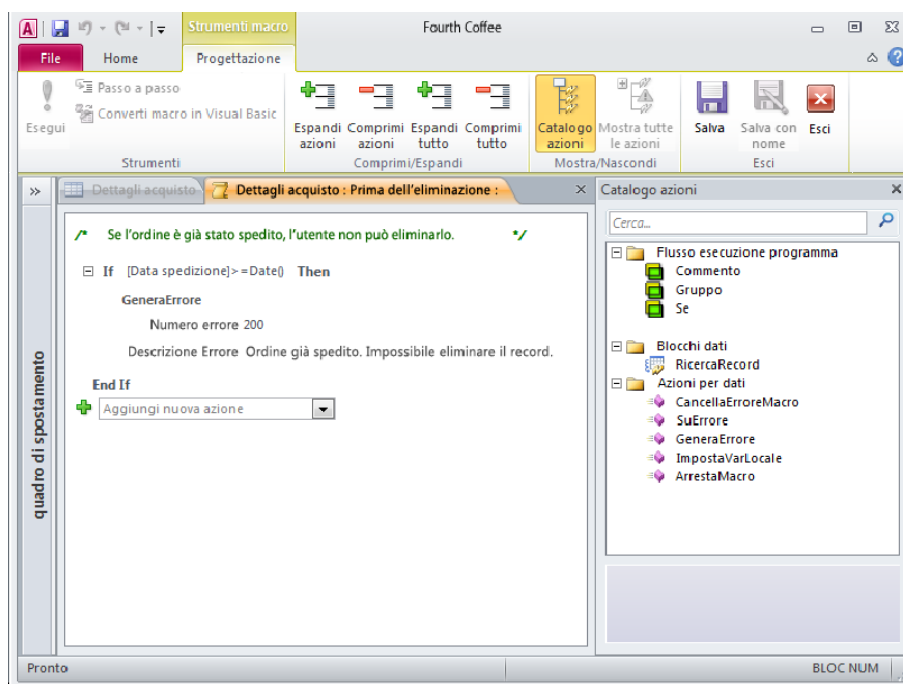 Strumenti macro
Fourth Coffee
File Home Progettazione
Esegui
Passo a passo
Converti macro in Visual Basic
Strumenti
Espandi azioni
Comprimi azioni
Espandi tutto
Comprimi tutto
Comprimi/Espandi
Catalogo azioni
Mostra tutte le azioni
Mostra/Nascondi
Salva
Salva con nome
Esci
Esci
quadro di spostamento
Dettagli acquisto
Dettagli acquisto : Prima dell'eliminazione :
/* Se l'ordine è già stato spedito, l'utente non può eliminarlo. */
If [Data spedizione]>=Date() Then
GeneraErrore
Numero errore 200
Descrizione Errore Ordine già spedito. Impossibile eliminare il record.
End If
Aggiungi nuova azione
Catalogo azioni
Cerca...
Flusso esecuzione programma
Commento
Gruppo
Se
Blocchi dati
RicercaRecord
Azioni per dati
CancellaErroreMacro
SuErrore
GeneraErrore
ImpostaVarLocale
ArrestaMacro
Pronto
BLOC NUM